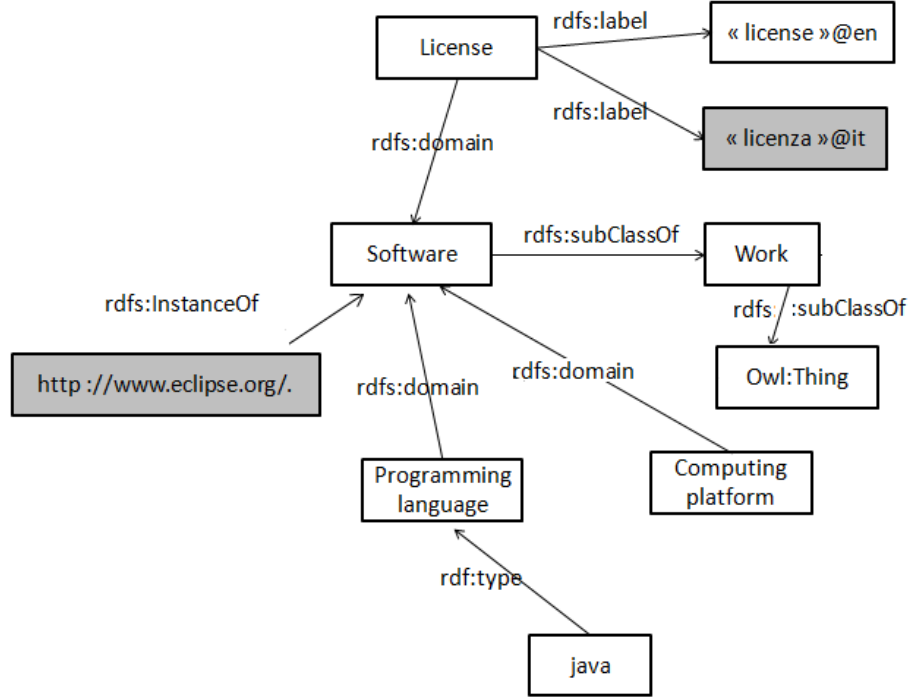 rdfs:label
License
« license »@en
rdfs:label
« licenza »@it
rdfs:domain
rdfs:subClassOf
Software
Work
rdfs:InstanceOf
rdfs: :subClassOf
http ://www.eclipse.org/.
rdfs:domain
rdfs:domain
Owl:Thing
Programming
language
Computing
platform
rdf:type
java